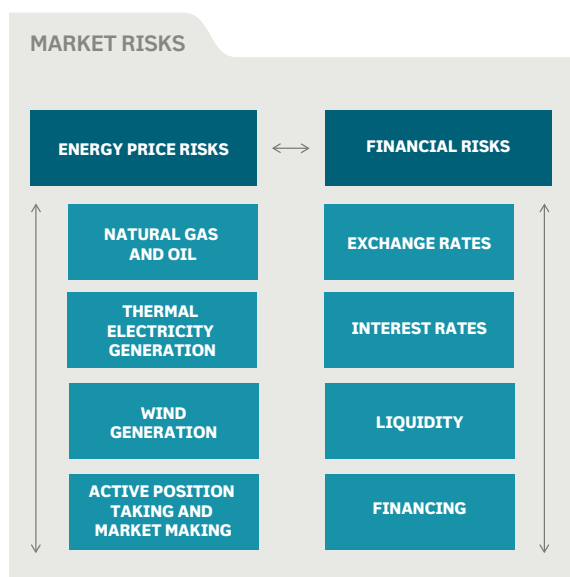 MARKET RISKS
ENERGY PRICE RISKS
NATURAL GAS
AND OIL
THERMAL
ELECTRICITY
GENERATION
WIND
GENERATION
ACTIVE POSITION
TAKING AND
MARKET MAKING
FINANCIAL RISKS
EXCHANGE RATES
INTEREST RATES
LIQUIDITY
FINANCING